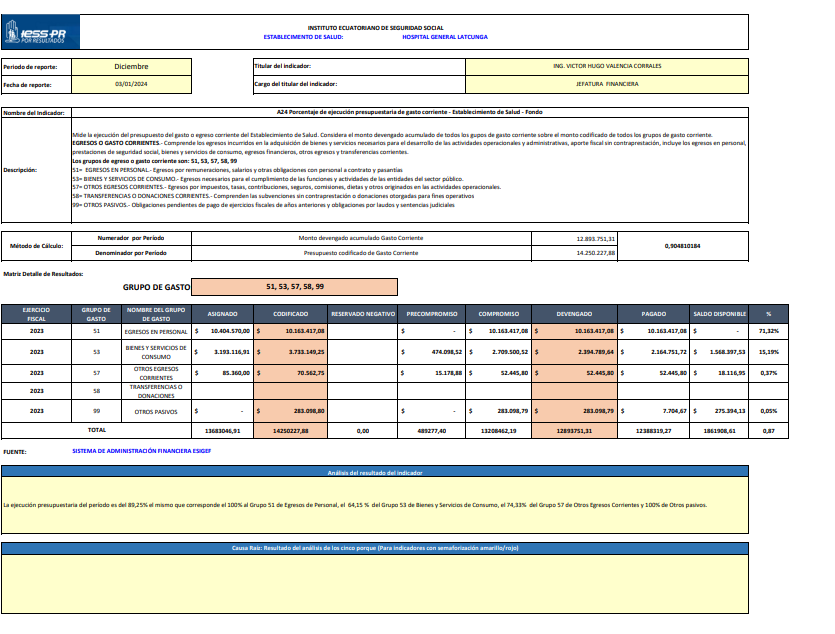 IESS-PR
POR RESULTADOS
INSTITUTO ECUATORIANO DE SEGURIDAD SOCIAL
ESTABLECIMIENTO DE SALUD: HOSPITAL GENERAL LATCUNGA
Periodo de reporte: Diciembre
Titular del indicador: ING. VICTOR HUGO VALENCIA CORRALES
Fecha de reporte: 03/01/2024
Cargo del titular del indicador: JEFATURA FINANCIERA
Nombre del Indicador: A24 Porcentaje de ejecución presupuestaria de gasto corriente - Establecimiento de Salud - Fondo
Descripción:
Mide la ejecución del presupuesto del gasto o egreso corriente del Establecimiento de Salud. Considera el monto devengado acumulado de todos los gupos de gasto corriente sobre el monto codificado de todos los grupos de gasto corriente.
EGRESOS O GASTO CORRIENTES.- Comprende los egresos incurridos en la adquisición de bienes y servicios necesarios para el desarrollo de las actividades operacionales y administrativas, aporte fiscal sin contraprestación, incluye los egresos en personal,
prestaciones de seguridad social, bienes y servicios de consumo, egresos financieros, otros egresos y transferencias corrientes.
Los grupos de egreso o gasto corriente son: 51, 53, 57, 58, 99
51= EGRESOS EN PERSONAL.- Egresos por remuneraciones, salarios y otras obligaciones con personal a contrato y pasantías
53= BIENES Y SERVICIOS DE CONSUMO.- Egresos necesarios para el cumplimiento de las funciones y actividades de las entidades del sector público.
57= OTROS EGRESOS CORRIENTES.- Egresos por impuestos, tasas, contribuciones, seguros, comisiones, dietas y otros originados en las actividades operacionales.
58= TRANSFERENCIAS O DONACIONES CORRIENTES.- Comprenden las subvenciones sin contraprestación o donaciones otorgadas para fines operativos
99= OTROS PASIVOS.- Obligaciones pendientes de pago de ejercicios fiscales de años anteriores y obligaciones por laudos y sentencias judiciales
Método de Cálculo:
Numerador por Período Monto devengado acumulado Gasto Corriente 12.893.751,31
0,904810184
Denominador por Período Presupuesto codificado de Gasto Corriente 14.250.227,88
Matriz Detalle de Resultados:
GRUPO DE GASTO 51, 53, 57, 58, 99
EJERCICIO FISCAL GRUPO DE GASTO NOMBRE DEL GRUPO DE GASTO ASIGNADO CODIFICADO RESERVADO NEGATIVO PRECOMPROMISO COMPROMISO DEVENGADO PAGADO SALDO DISPONIBLE %
2023 51 EGRESOS EN PERSONAL $ 10.404.570,00 $ 10.163.417,08 $ - $ 10.163.417,08 $ 10.163.417,08 $ 10.163.417,08 $ - 71,32%
2023 53 BIENES Y SERVICIOS DE CONSUMO $ 3.193.116,91 $ 3.733.149,25 $ 474.098,52 $ 2.709.500,52 $ 2.394.789,64 $ 2.164.751,72 $ 1.568.397,53 15,19%
2023 57 OTROS EGRESOS CORRIENTES $ 85.360,00 $ 70.562,75 $ 15.178,88 $ 52.445,80 $ 52.445,80 $ 52.445,80 $ 18.116,95 0,37%
2023 58 TRANSFERENCIAS O DONACIONES
2023 99 OTROS PASIVOS $ - $ 283.098,80 $ - $ 283.098,79 $ 283.098,79 $ 7.704,67 $ 275.394,13 0,05%
TOTAL 13683046,91 14250227,88 0,00 489277,40 13208462,19 12893751,31 12388319,27 1861908,61 0,87
FUENTE: SISTEMA DE ADMINISTRACIÓN FINANCIERA ESIGEF
Análisis del resultado del indicador
La ejecución presupuestaria del período es del 89,25% el mismo que corresponde el 100% al Grupo 51 de Egresos de Personal, el 64,15 % del Grupo 53 de Bienes y Servicios de Consumo, el 74,33% del Grupo 57 de Otros Egresos Corrientes y 100% de Otros pasivos.
Causa Raíz: Resultado del análisis de los cinco porque (Para indicadores con semaforización amarillo/rojo)